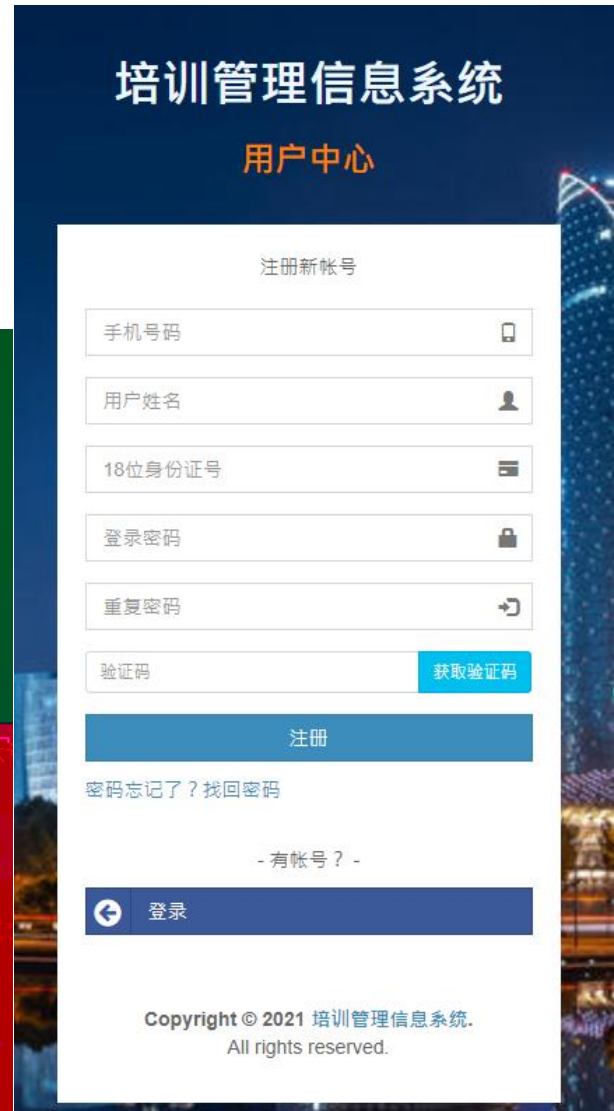 培训管理信息系统
用户中心
注册新帐号
手机号码
用户姓名
18位身份证号
登录密码
重复密码
验证码 获取验证码
注册
密码忘记了？找回密码
- 有帐号？ -
登录
Copyright © 2021 培训管理信息系统.
All rights reserved.